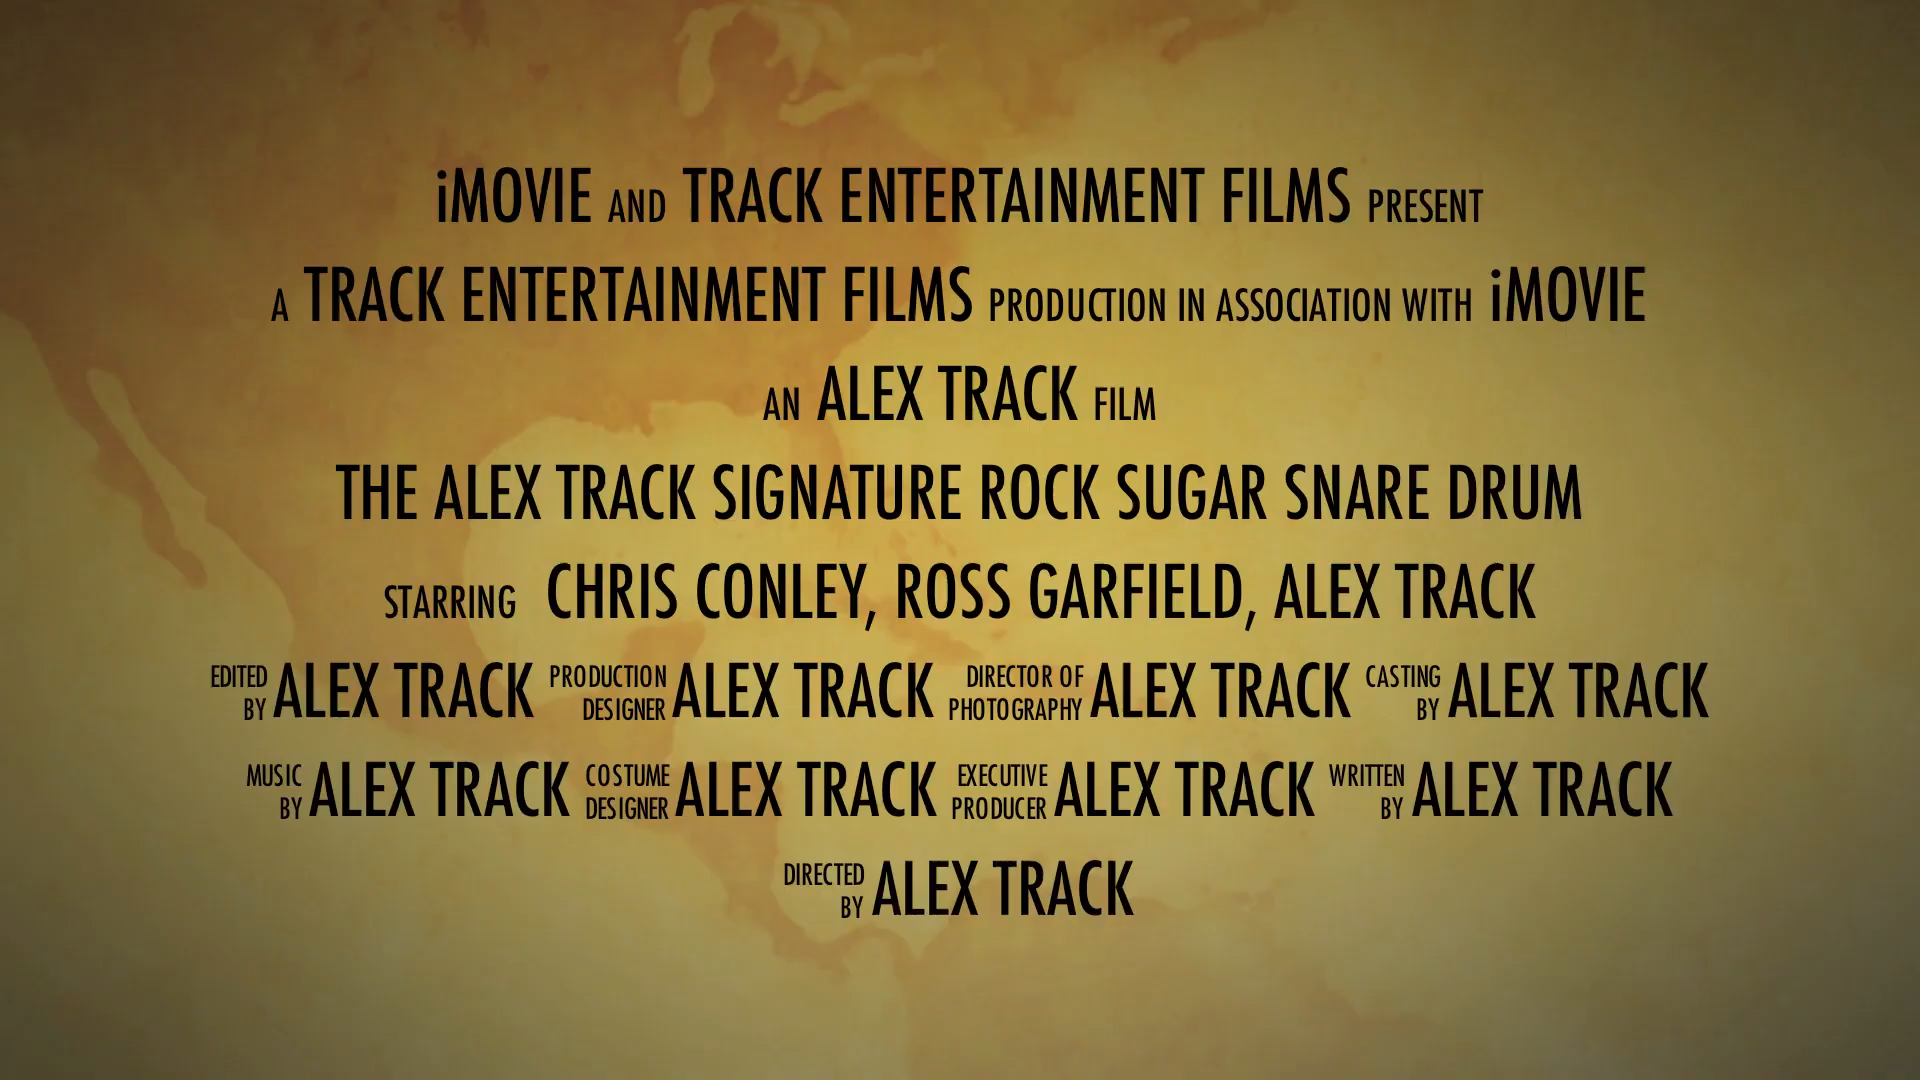 iMOVIE AND TRACK ENTERTAINMENT FILMS PRESENT
A TRACK ENTERTAINMENT FILMS PRODUCTION IN ASSOCIATION WITH iMOVIE
AN ALEX TRACK FILM
THE ALEX TRACK SIGNATURE ROCK SUGAR SNARE DRUM
STARRING CHRIS CONLEY, ROSS GARFIELD, ALEX TRACK
EDITED BY ALEX TRACK PRODUCTION DESIGNER ALEX TRACK DIRECTOR OF PHOTOGRAPHY ALEX TRACK CASTING BY ALEX TRACK
MUSIC BY ALEX TRACK COSTUME DESIGNER ALEX TRACK EXECUTIVE PRODUCER ALEX TRACK WRITTEN BY ALEX TRACK
DIRECTED BY ALEX TRACK